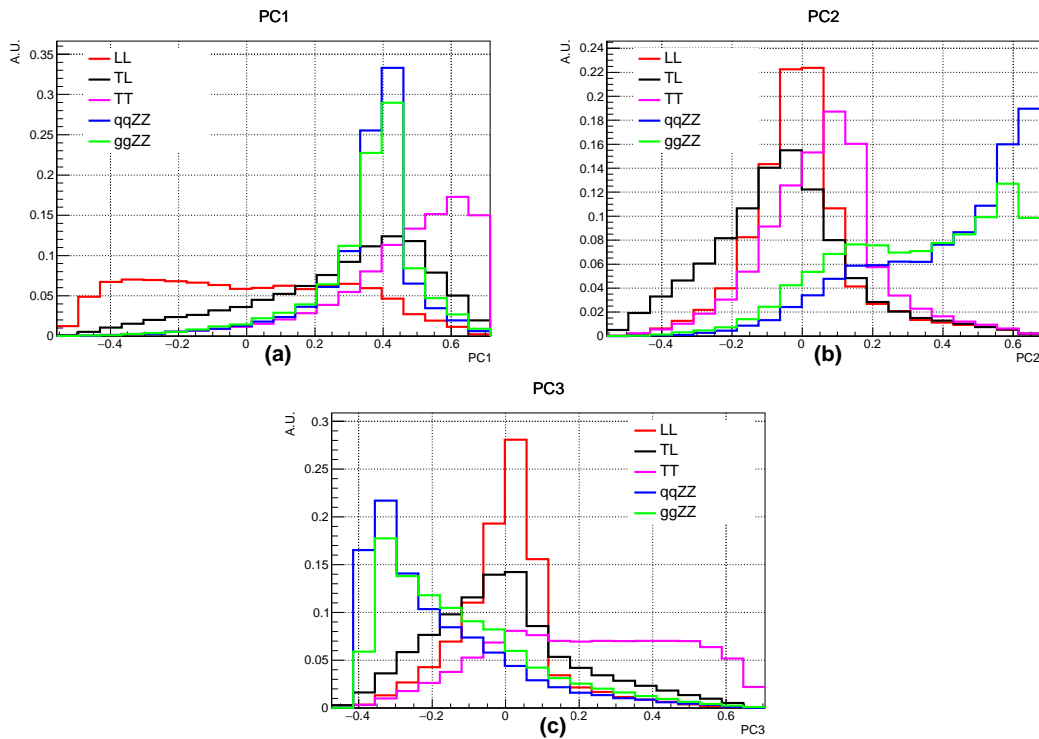 PC1
A.U.
0.35
0.3
0.25
0.2
0.15
0.1
0.05
0
LL
TL
TT
qqZZ
ggZZ
−0.4 −0.2 0 0.2 0.4 0.6
PC1
(a)
PC2
A.U.
0.24
0.22
0.2
0.18
0.16
0.14
0.12
0.1
0.08
0.06
0.04
0.02
0
LL
TL
TT
qqZZ
ggZZ
−0.4 −0.2 0 0.2 0.4 0.6
PC2
(b)
PC3
A.U.
0.3
0.25
0.2
0.15
0.1
0.05
0
LL
TL
TT
qqZZ
ggZZ
−0.4 −0.2 0 0.2 0.4 0.6
PC3
(c)